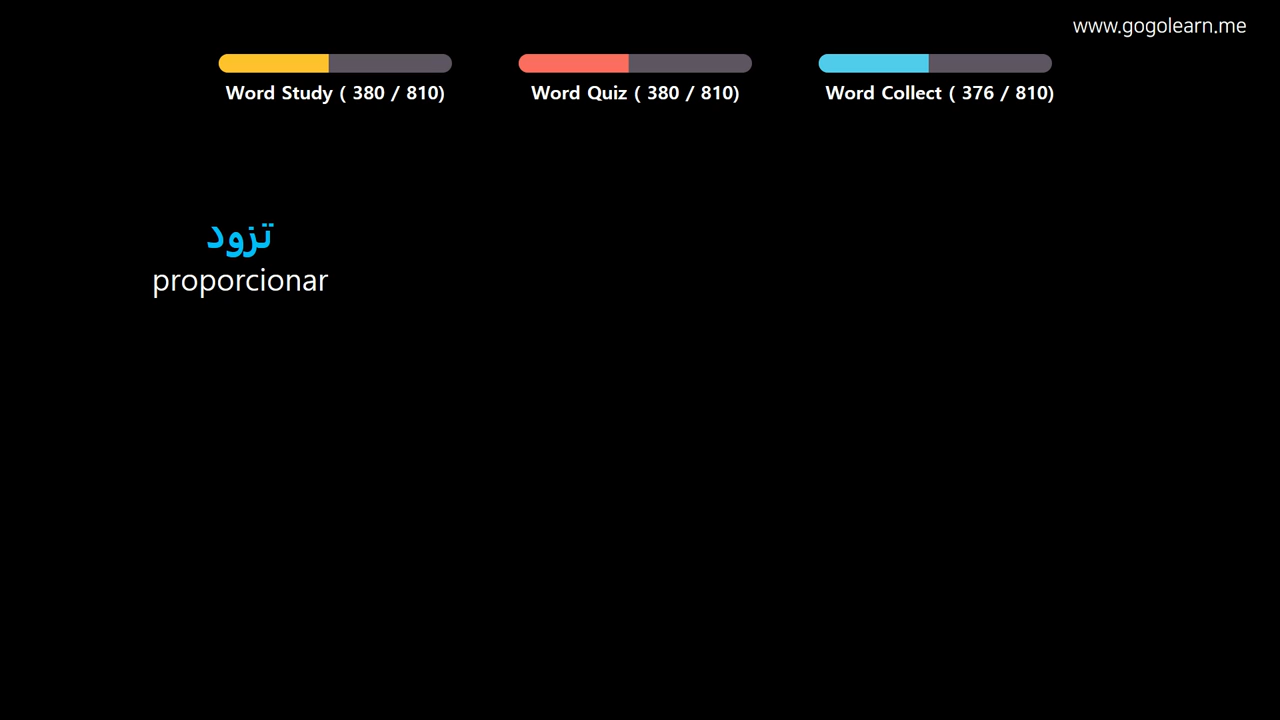 www.gogolearn.me
Word Study ( 380 / 810)
Word Quiz ( 380 / 810)
Word Collect ( 376 / 810)
تزود
proporcionar